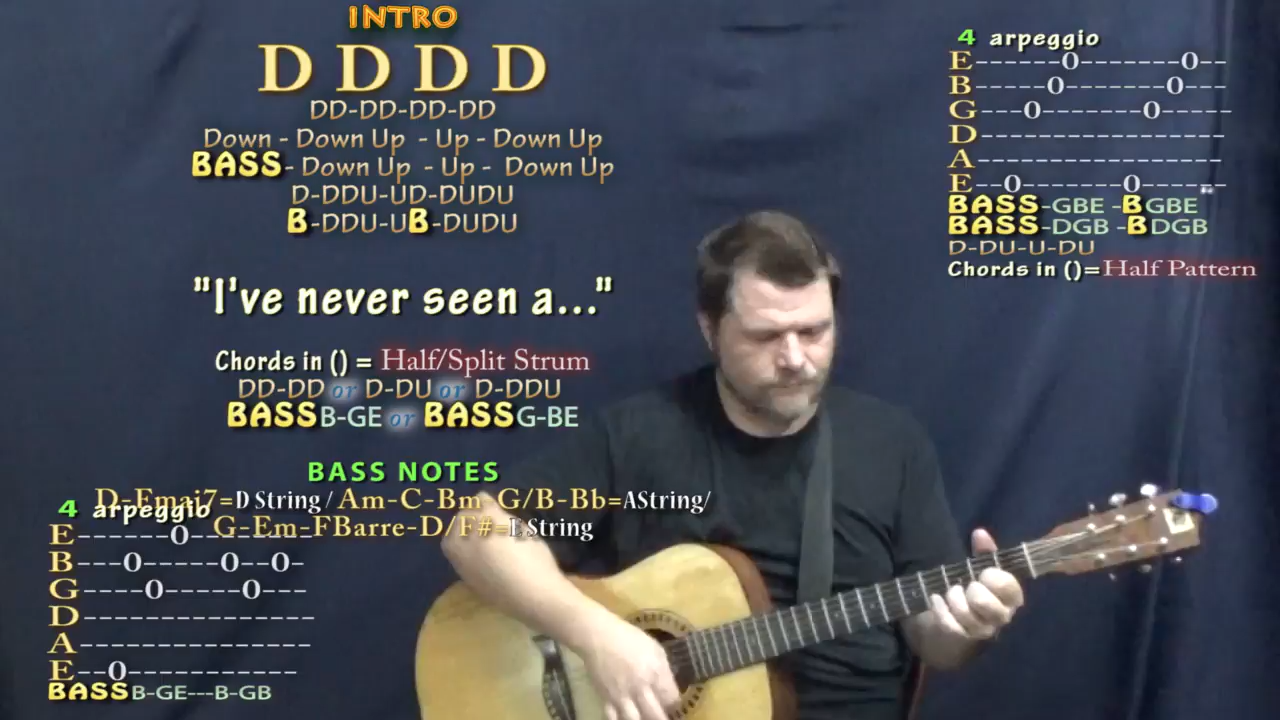 INTRO
D D D D
DD-DD-DD-DD
Down - Down Up - Up - Down Up
BASS- Down Up - Up - Down Up
D-DDU-UD-DUDU
B-DDU-UB-DUDU
"I've never seen a..."
Chords in () = Half/Split Strum
DD-DD or D-DU or D-DDU
BASSB-GE or BASSG-BE
BASS NOTES
D-Fmaj7=D String / Am-C-Bm-G/B-Bb=AString/
G-Em-FBarre-D/F#=E String
4 arpeggio
E------0---------
B---0------0--0-
G----0------0---
D--------------
A--------------
E--0-----------
BASSB-GE---B-GB
4 arpeggio
E------0-------0--
B-----0-------0---
G---0-------0-----
D----------------
A----------------
E--0-------0------
BASS-GBE -BGBE
BASS-DGB -BDGB
D-DU-U-DU
Chords in ()=Half Pattern